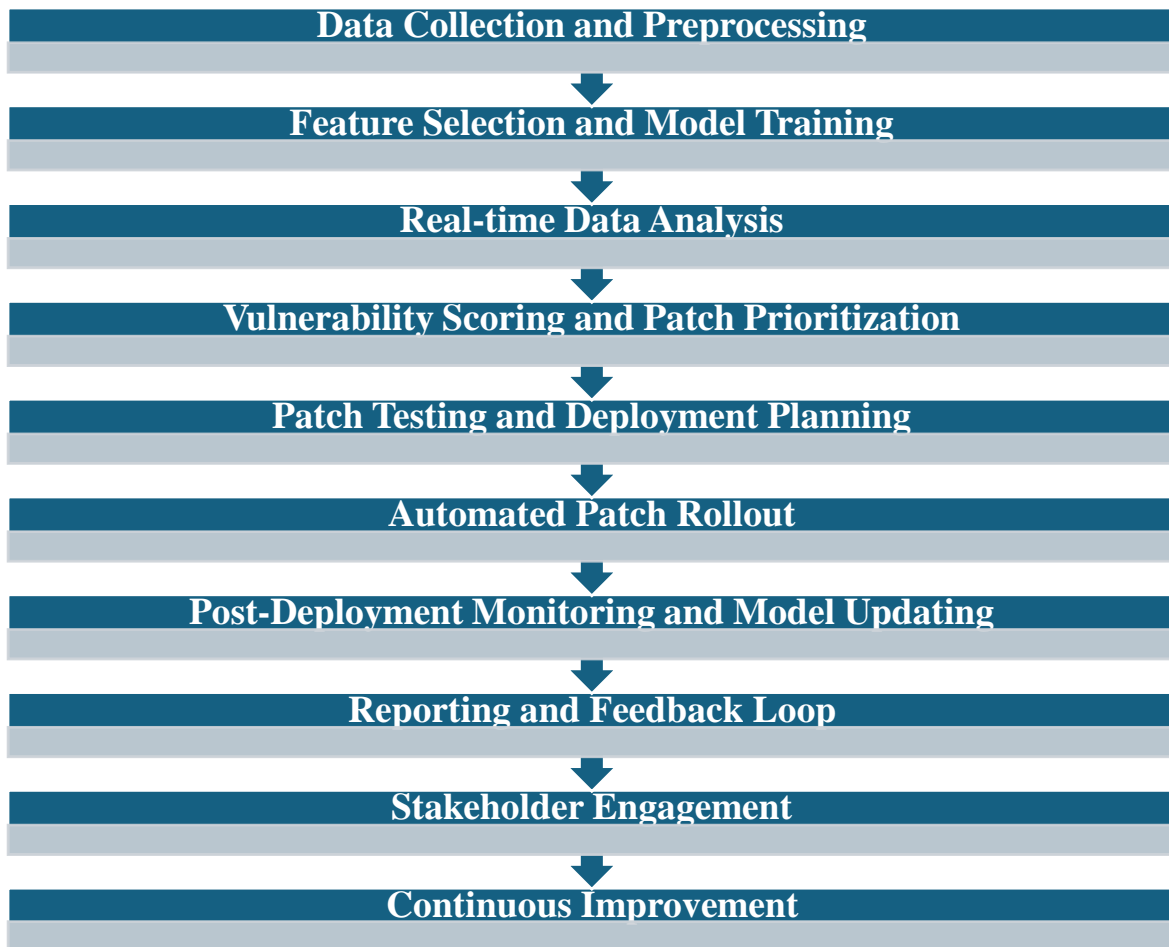 Data Collection and Preprocessing
Feature Selection and Model Training
Real-time Data Analysis
Vulnerability Scoring and Patch Prioritization
Patch Testing and Deployment Planning
Automated Patch Rollout
Post-Deployment Monitoring and Model Updating
Reporting and Feedback Loop
Stakeholder Engagement
Continuous Improvement